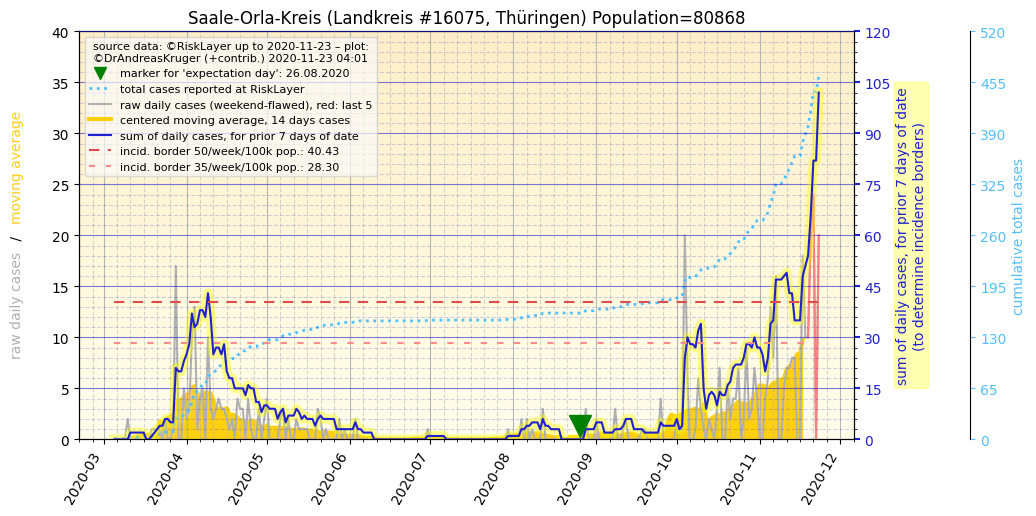 Saale-Orla-Kreis (Landkreis #16075, Thüringen) Population=80868
source data: ©RiskLayer up to 2020-11-23 – plot:
©DrAndreasKruger (+contrib.) 2020-11-23 04:01
marker for 'expectation day': 26.08.2020
total cases reported at RiskLayer
raw daily cases (weekend-flawed), red: last 5
centered moving average, 14 days cases
sum of daily cases, for prior 7 days of date
incid. border 50/week/100k pop.: 40.43
incid. border 35/week/100k pop.: 28.30
raw daily cases / moving average
40
35
30
25
20
15
10
5
0
120
105
90
75
60
45
30
15
0
sum of daily cases, for prior 7 days of date
(to determine incidence borders)
520
455
390
325
260
195
130
65
0
cumulative total cases
2020-03
2020-04
2020-05
2020-06
2020-07
2020-08
2020-09
2020-10
2020-11
2020-12